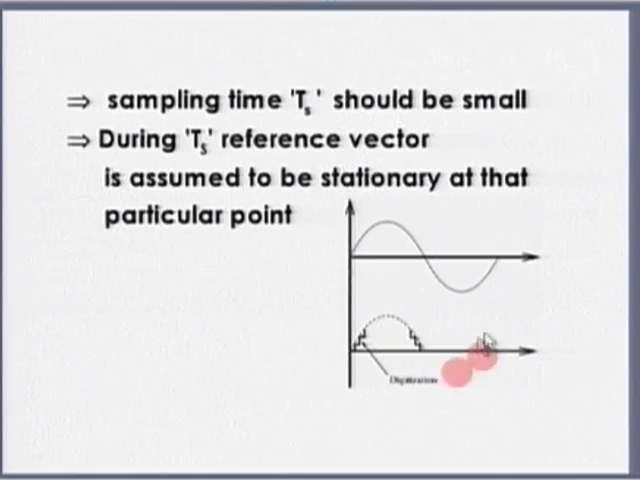 ⇒ sampling time 'Ts' should be small
⇒ During 'Ts' reference vector
is assumed to be stationary at that
particular point